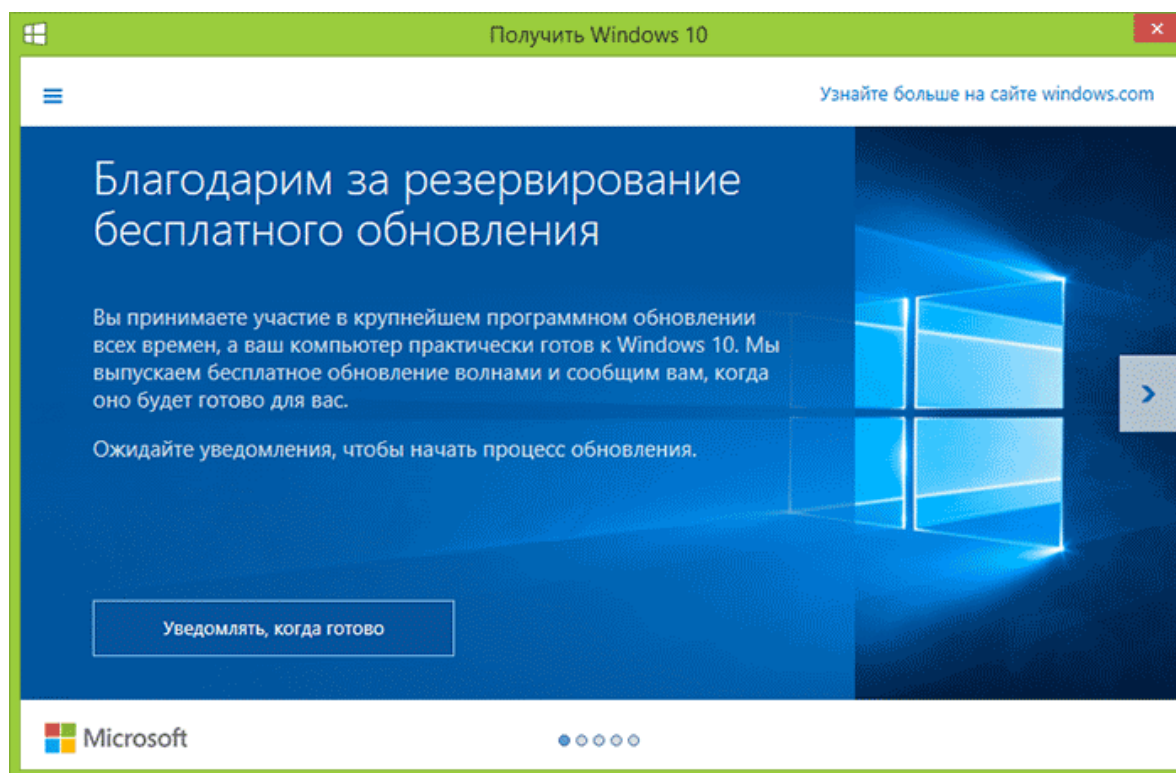 Получить Windows 10
Узнайте больше на сайте windows.com
Благодарим за резервирование
бесплатного обновления
Вы принимаете участие в крупнейшем программном обновлении
всех времен, а ваш компьютер практически готов к Windows 10. Мы
выпускаем бесплатное обновление волнами и сообщим вам, когда
оно будет готово для вас.
Ожидайте уведомления, чтобы начать процесс обновления.
Уведомлять, когда готово
Microsoft